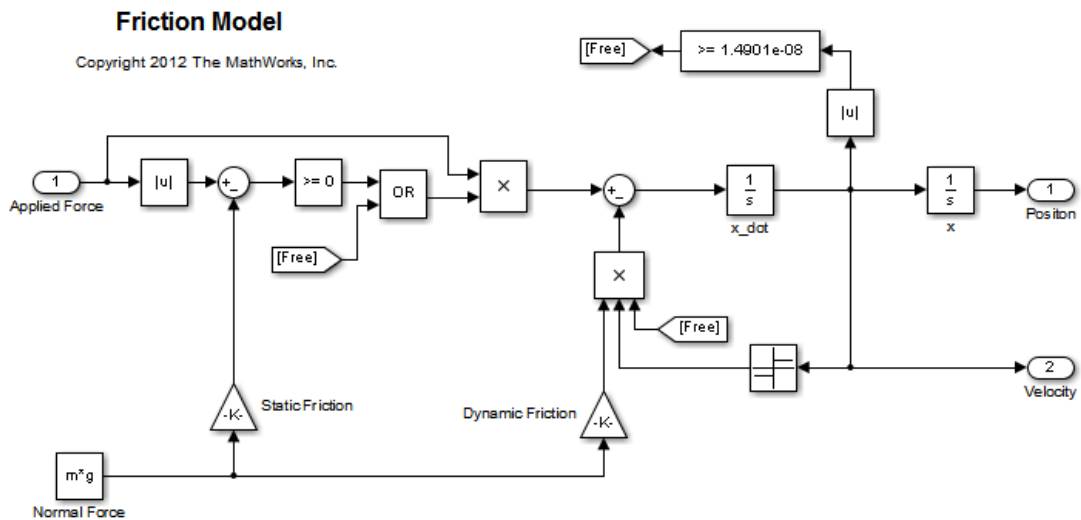 Friction Model
Copyright 2012 The MathWorks, Inc.
[Free]
>= 1.4901e-08
|u|
1
Applied Force
|u|
+
-
>= 0
OR
×
[Free]
+
-
1
s
x_dot
1
s
x
1
Positon
×
[Free]
2
Velocity
-K-
Static Friction
Dynamic Friction
-K-
m*g
Normal Force